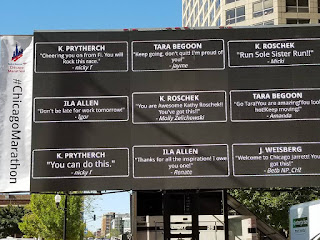 K. PRYTHERCH
"Cheering you on from FL You will
Rock this race."
- nicky f
TARA BEGOON
"Keep going, don't quit I'm proud of
you!"
- Jayme
K. ROSCHEK
"Run Sole Sister Run!!"
- Micki
ILA ALLEN
"Don't be late for work tomorrow!"
- Igor
K. ROSCHEK
"You are Awesome Kathy Roschek!!
You've got this!!"
- Molly Zelichowski
TARA BEGOON
"Go Tara!You are amazing!You look
hot!Keep moving!"
- Amanda
K. PRYTHERCH
"You can do this."
- nicky f
ILA ALLEN
"Thanks for all the inspiration! I owe
you one!"
- Renate
J. WEISBERG
"Welcome to Chicago Jarrett! You
got this!"
- Betb NP_CHI
#ChicagoMarathon